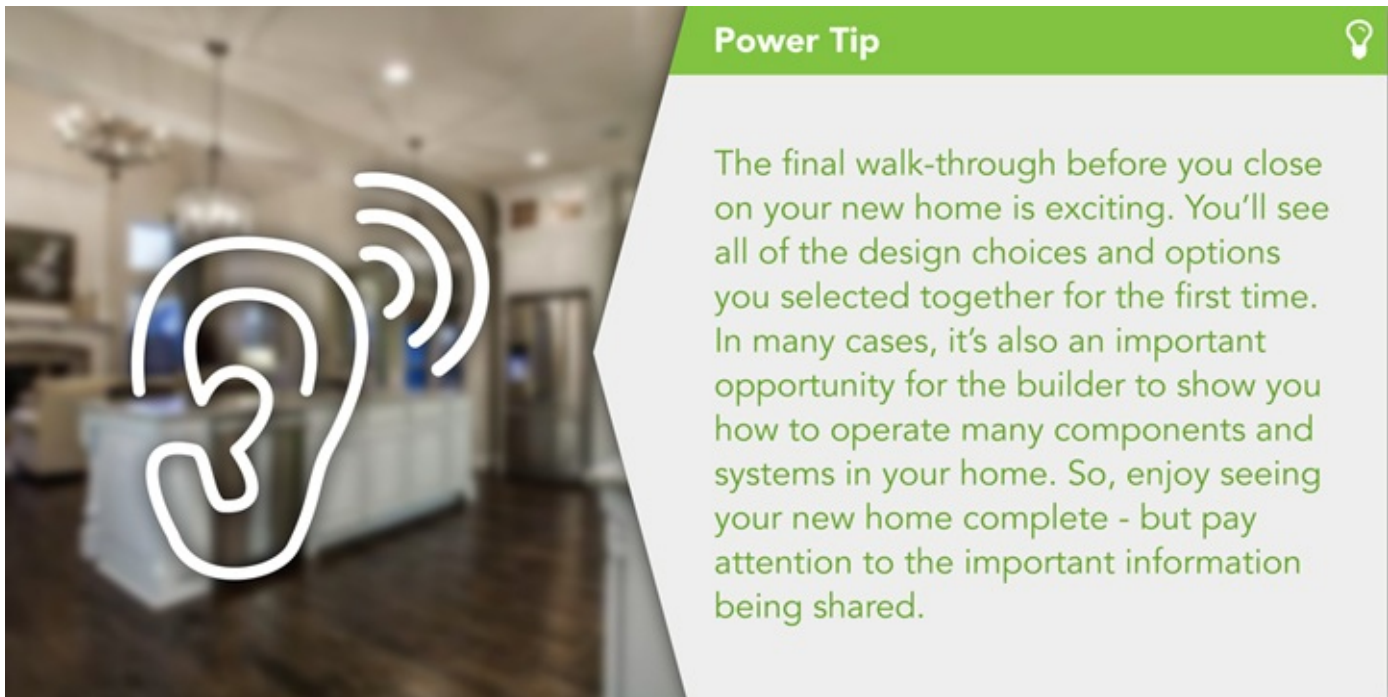 Power Tip
The final walk-through before you close
on your new home is exciting. You’ll see
all of the design choices and options
you selected together for the first time.
In many cases, it’s also an important
opportunity for the builder to show you
how to operate many components and
systems in your home. So, enjoy seeing
your new home complete - but pay
attention to the important information
being shared.